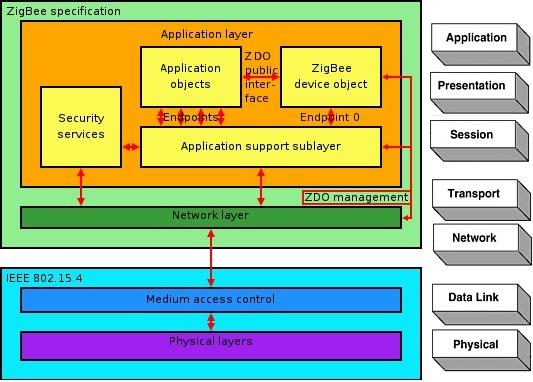 ZigBee specification
Application layer
Application
objects
ZDO
public
inter-
face
ZigBee
device object
Security
services
Endpoints
Endpoint 0
Application support sublayer
ZDO management
Network layer
IEEE 802.15.4
Medium access control
Physical layers
Application
Presentation
Session
Transport
Network
Data Link
Physical